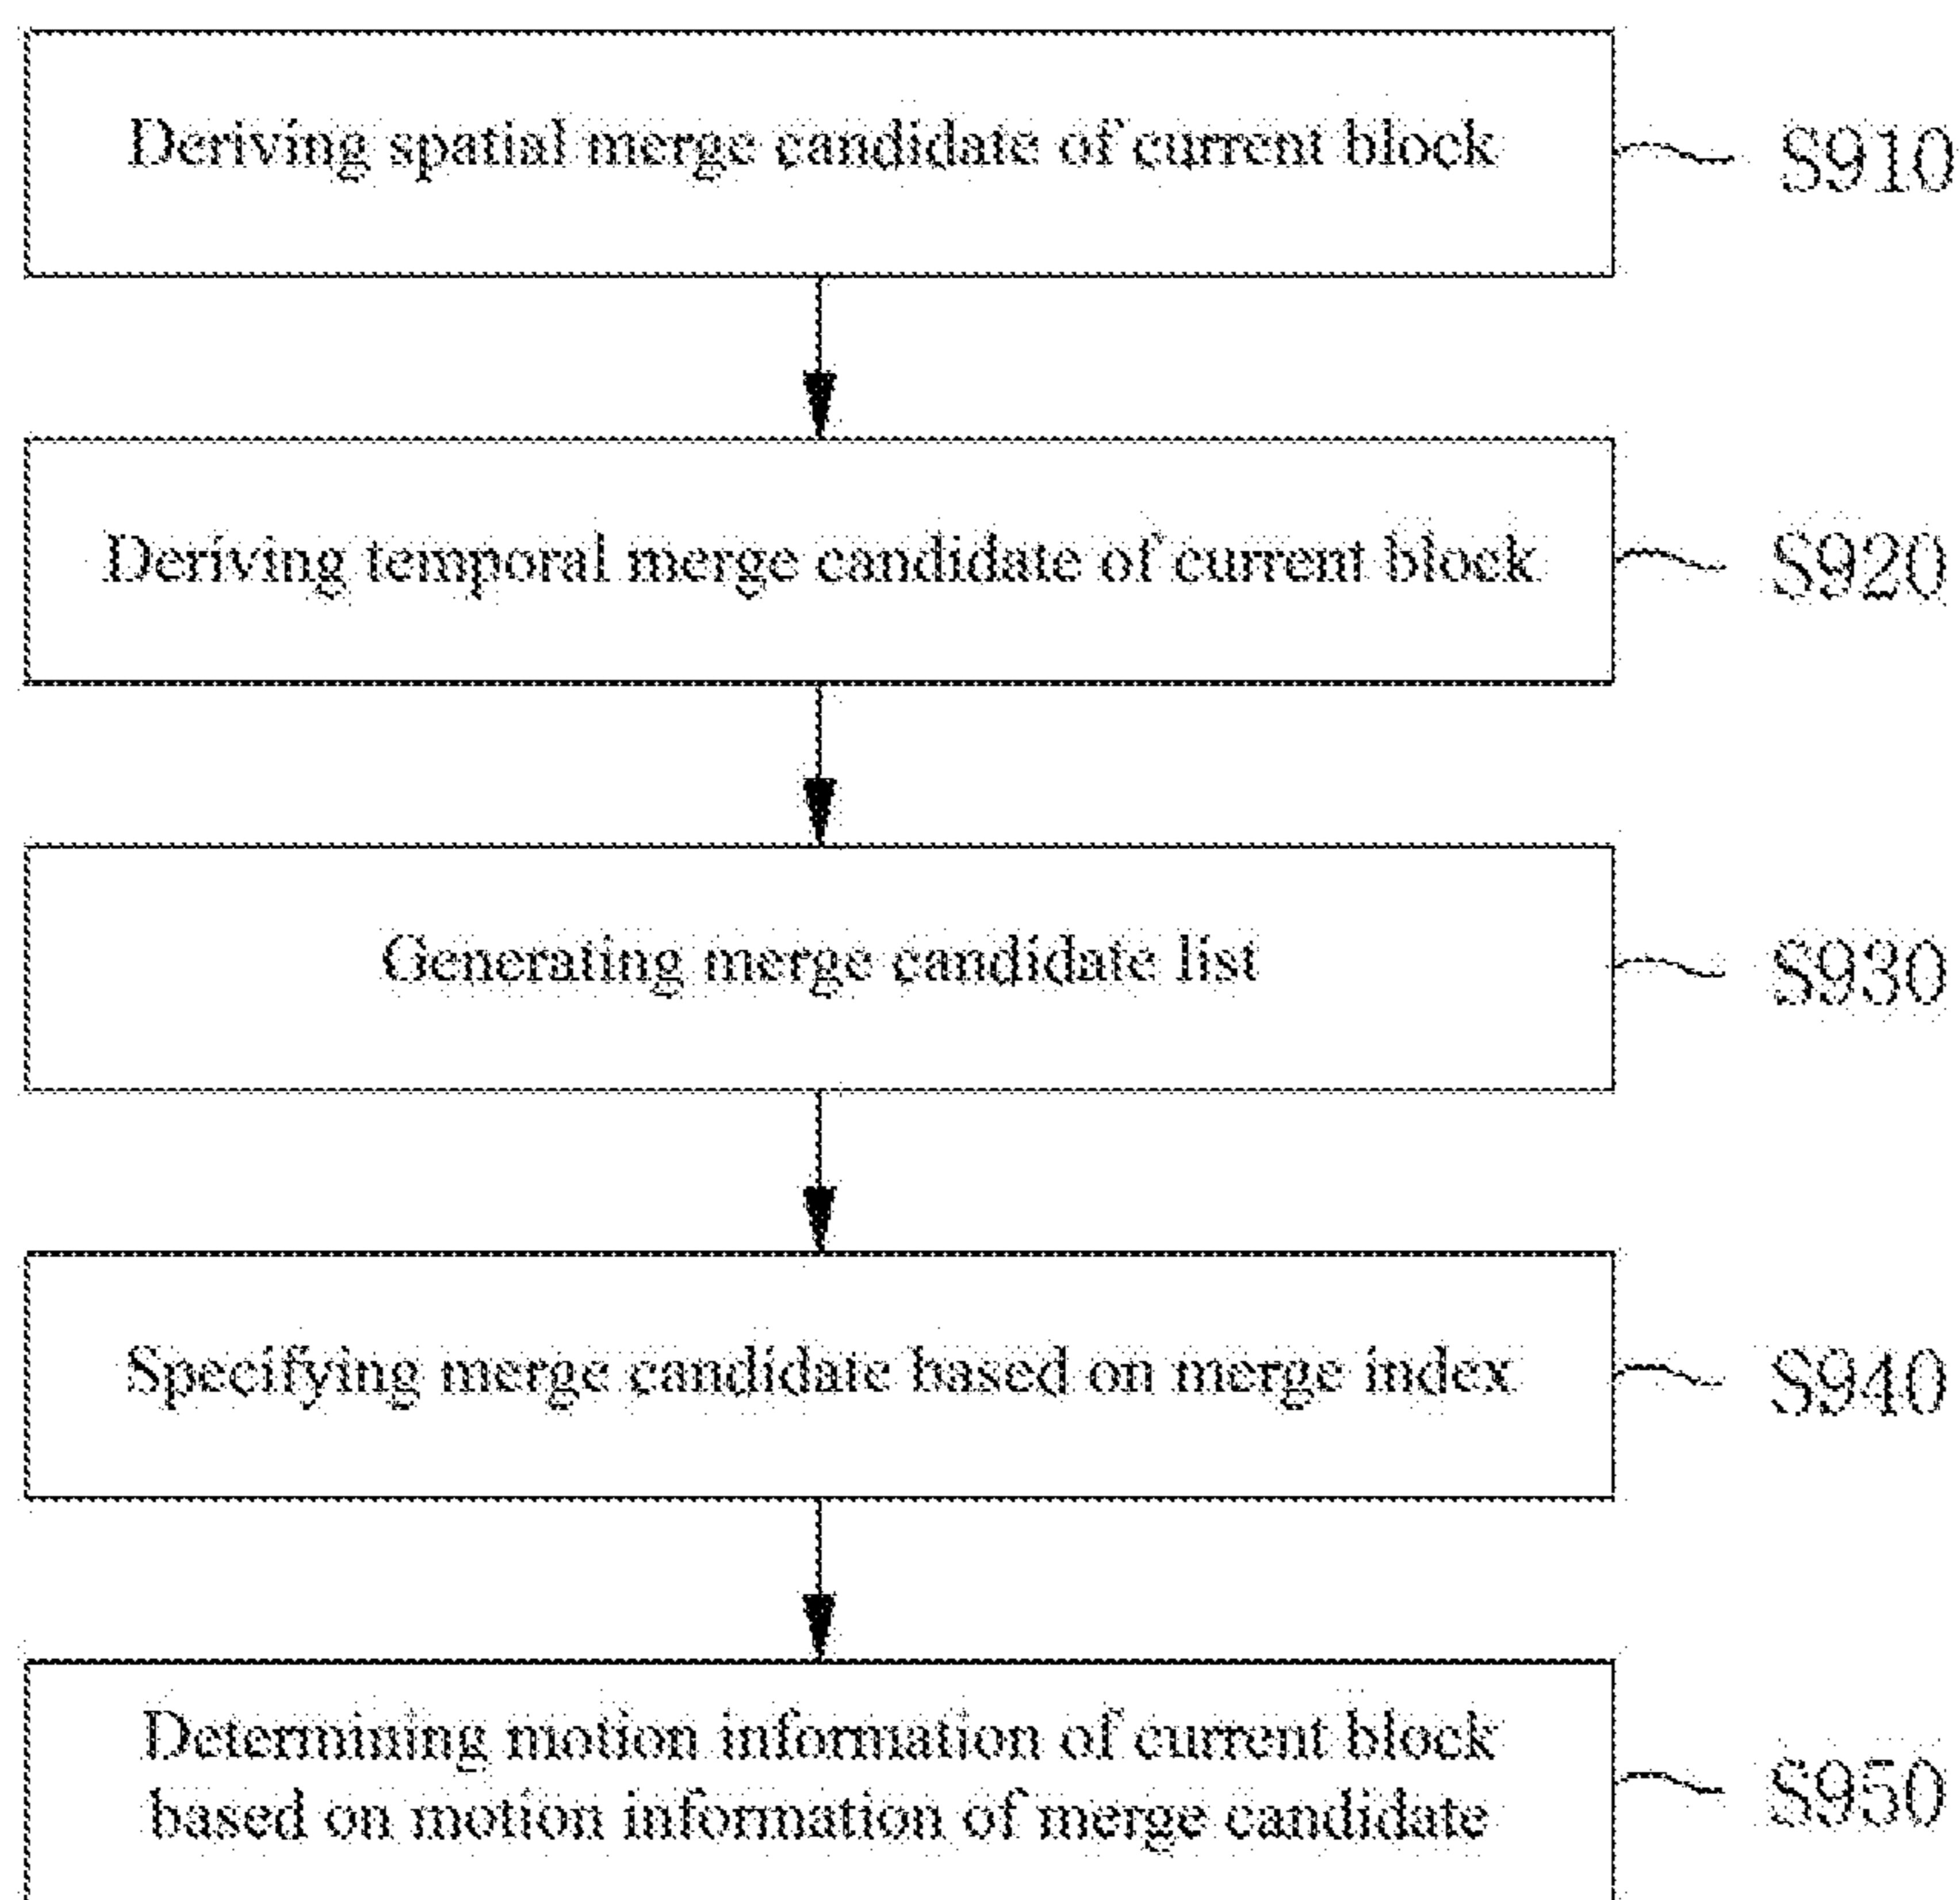 Deriving spatial merge candidate of current block
S910
Deriving temporal merge candidate of current block
S920
Generating merge candidate list
S930
Specifying merge candidate based on merge index
S940
Determining motion information of current block
based on motion information of merge candidate
S950